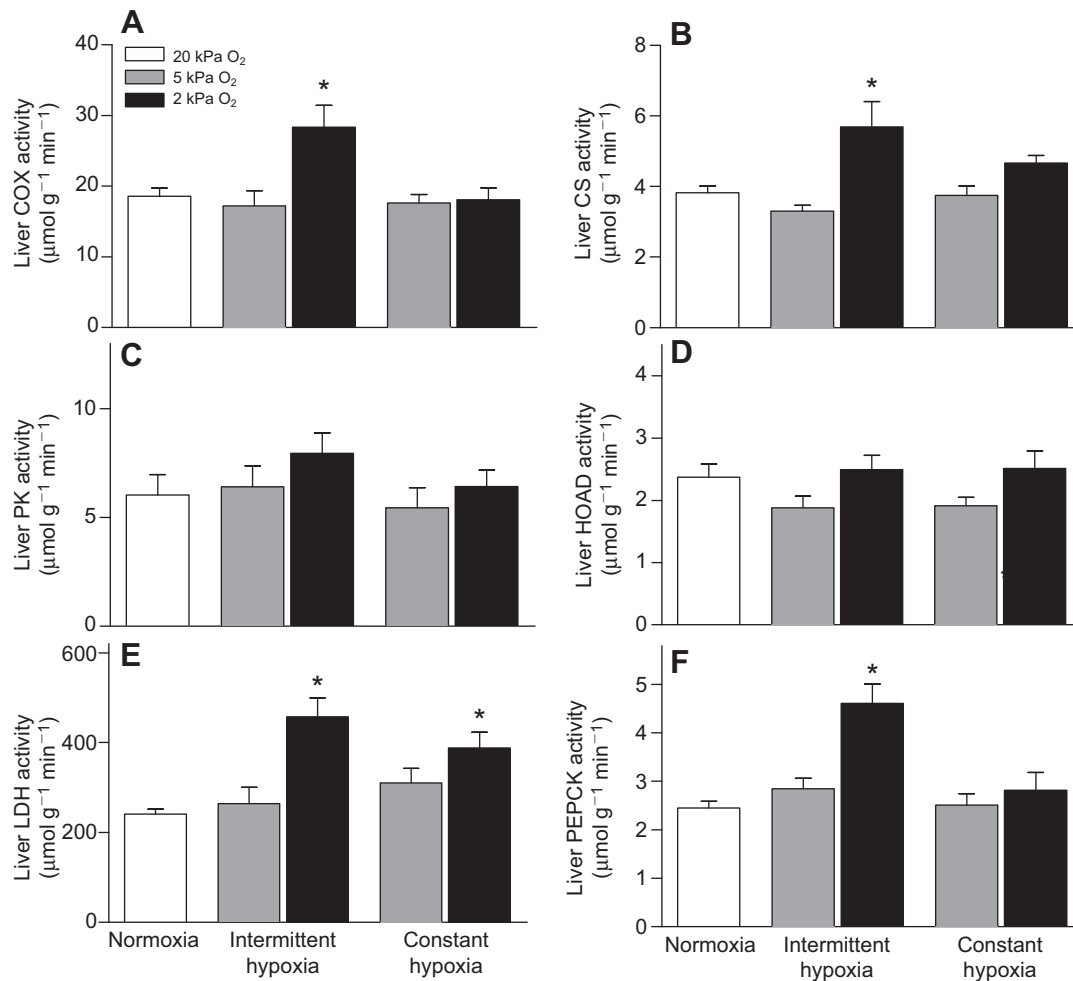 A
40
30
20
10
0
Liver COX activity
(μmol g⁻¹ min⁻¹)
20 kPa O₂
5 kPa O₂
2 kPa O₂
*
B
8
6
4
2
0
Liver CS activity
(μmol g⁻¹ min⁻¹)
*
C
10
5
0
Liver PK activity
(μmol g⁻¹ min⁻¹)
D
4
3
2
1
0
Liver HOAD activity
(μmol g⁻¹ min⁻¹)
E
600
400
200
0
Liver LDH activity
(μmol g⁻¹ min⁻¹)
*
*
Normoxia
Intermittent
hypoxia
Constant
hypoxia
F
5
4
3
2
1
0
Liver PEPCK activity
(μmol g⁻¹ min⁻¹)
*
Normoxia
Intermittent
hypoxia
Constant
hypoxia